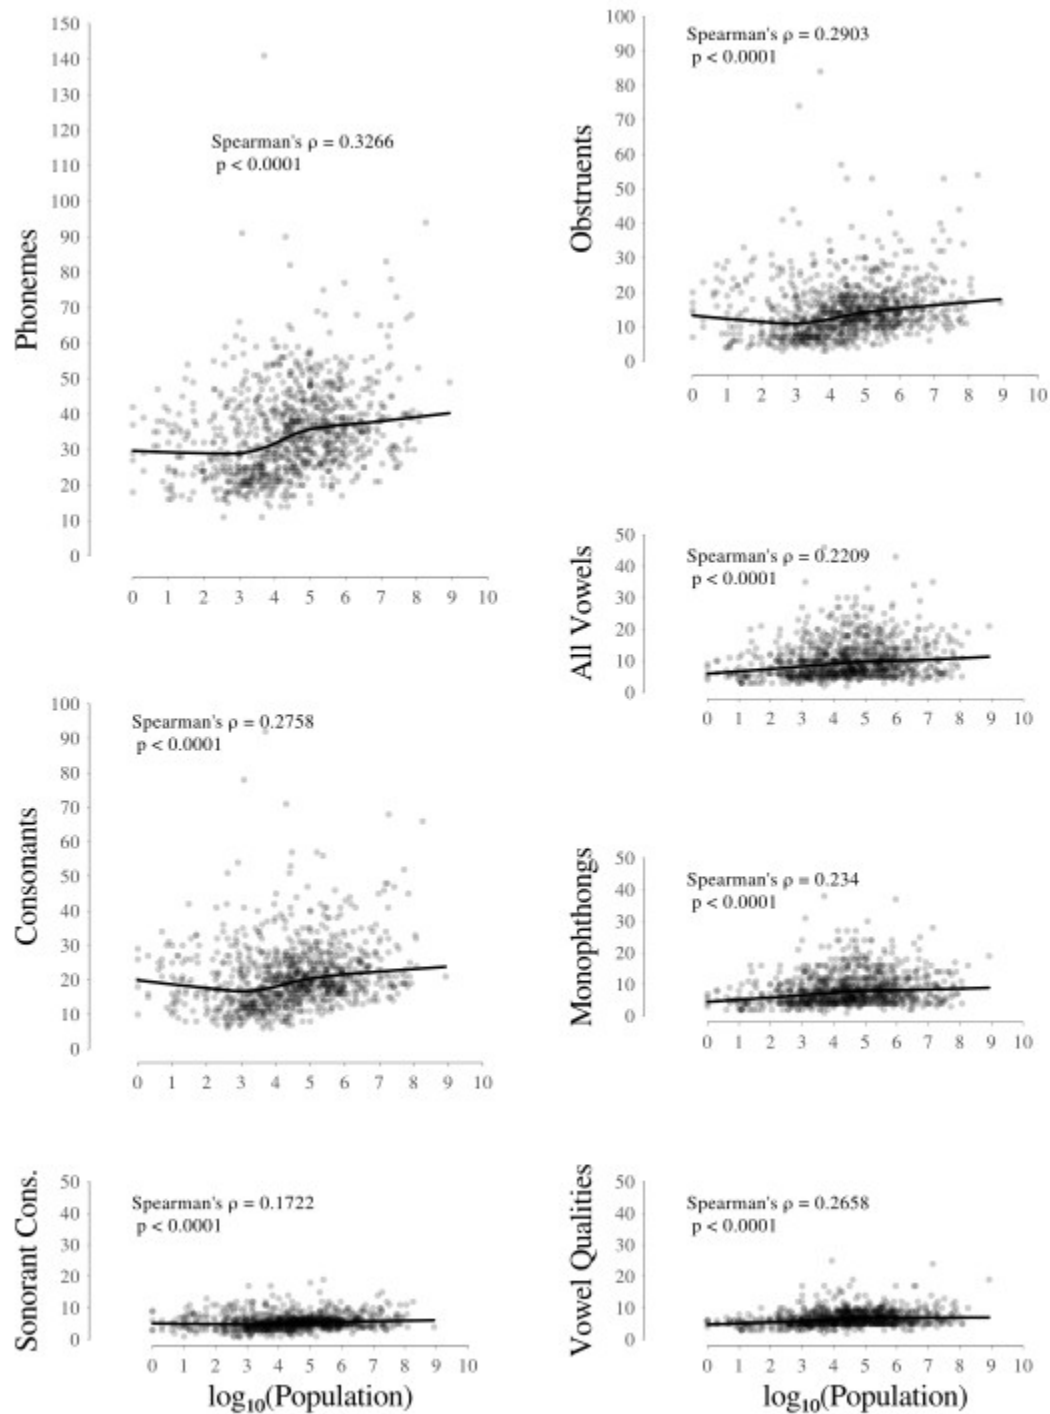 Phonemes
150
140
130
120
110
100
90
80
70
60
50
40
30
20
10
0
Spearman's ρ = 0.3266
p < 0.0001
0 1 2 3 4 5 6 7 8 9 10
Consonants
100
90
80
70
60
50
40
30
20
10
0
Spearman's ρ = 0.2758
p < 0.0001
0 1 2 3 4 5 6 7 8 9 10
Sonorant Cons.
50
40
30
20
10
0
Spearman's ρ = 0.1722
p < 0.0001
0 1 2 3 4 5 6 7 8 9 10
log₁₀(Population)
Obstruents
100
90
80
70
60
50
40
30
20
10
0
Spearman's ρ = 0.2903
p < 0.0001
0 1 2 3 4 5 6 7 8 9 10
All Vowels
50
40
30
20
10
0
Spearman's ρ = 0.2209
p < 0.0001
0 1 2 3 4 5 6 7 8 9 10
Monophthongs
50
40
30
20
10
0
Spearman's ρ = 0.234
p < 0.0001
0 1 2 3 4 5 6 7 8 9 10
Vowel Qualities
50
40
30
20
10
0
Spearman's ρ = 0.2658
p < 0.0001
0 1 2 3 4 5 6 7 8 9 10
log₁₀(Population)